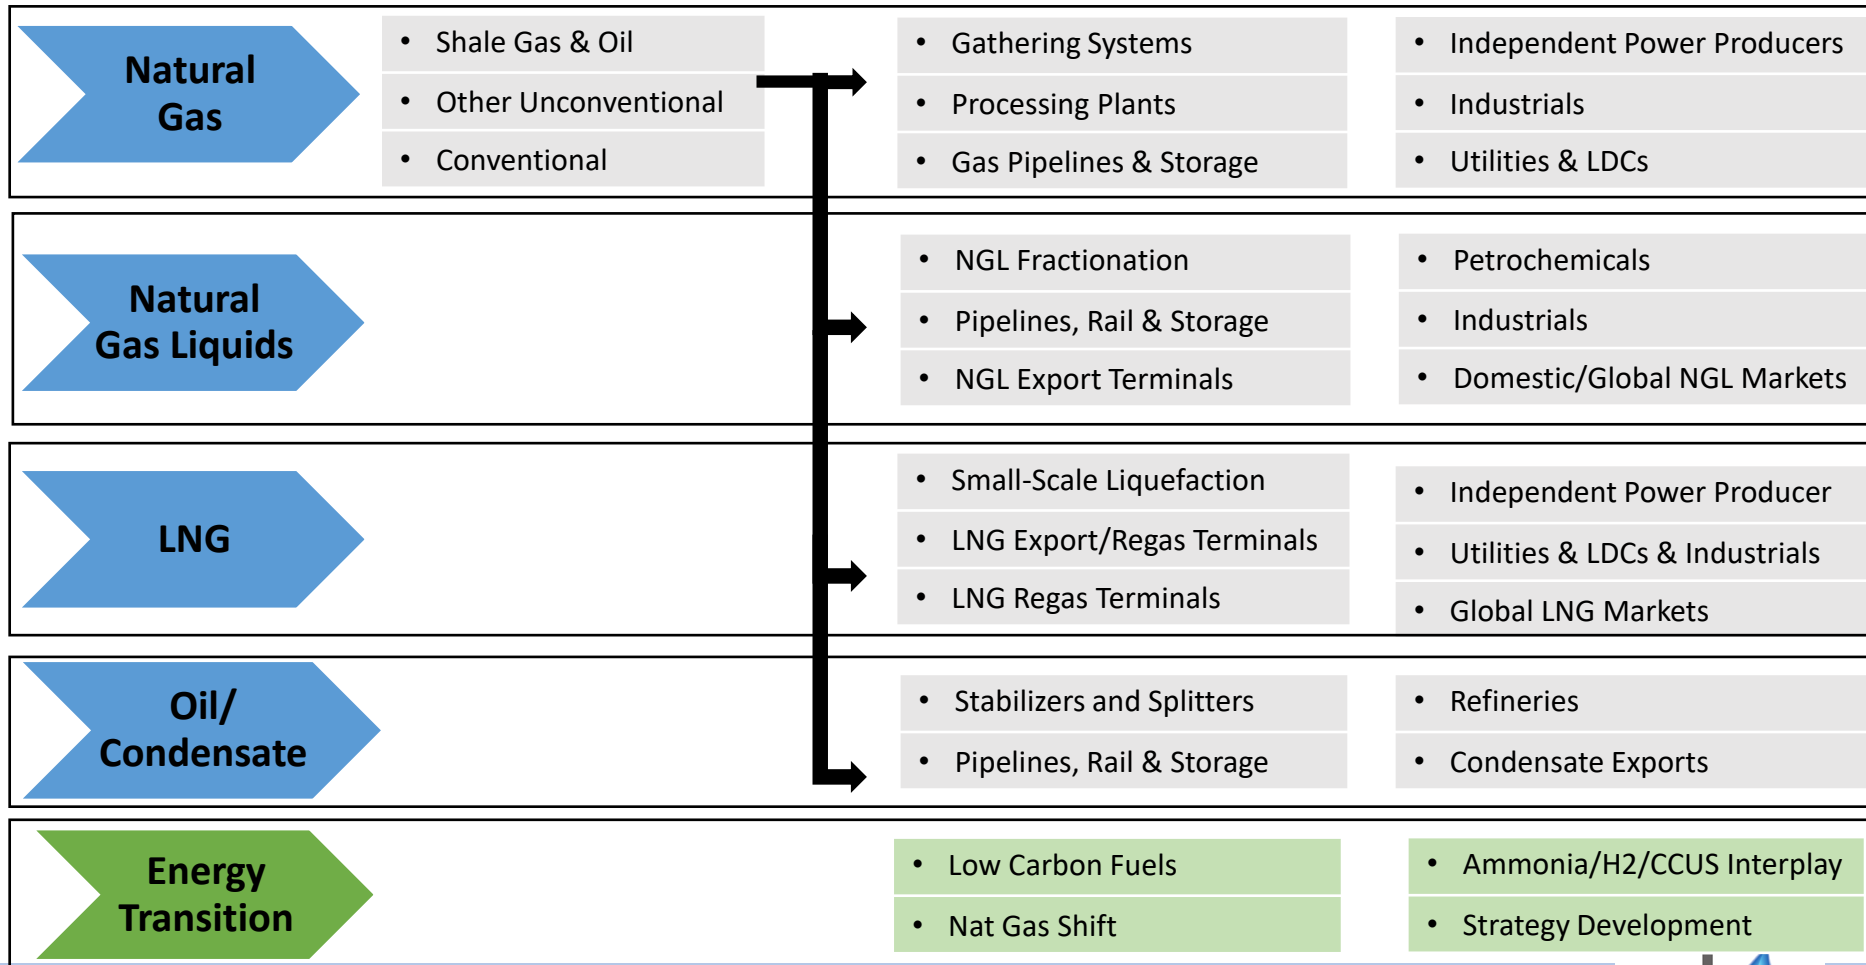 Natural
Gas
• Shale Gas & Oil
• Other Unconventional
• Conventional
• Gathering Systems
• Processing Plants
• Gas Pipelines & Storage
• Independent Power Producers
• Industrials
• Utilities & LDCs
Natural
Gas Liquids
• NGL Fractionation
• Pipelines, Rail & Storage
• NGL Export Terminals
• Petrochemicals
• Industrials
• Domestic/Global NGL Markets
LNG
• Small-Scale Liquefaction
• LNG Export/Regas Terminals
• LNG Regas Terminals
• Independent Power Producer
• Utilities & LDCs & Industrials
• Global LNG Markets
Oil/
Condensate
• Stabilizers and Splitters
• Pipelines, Rail & Storage
• Refineries
• Condensate Exports
Energy
Transition
• Low Carbon Fuels
• Nat Gas Shift
• Ammonia/H2/CCUS Interplay
• Strategy Development